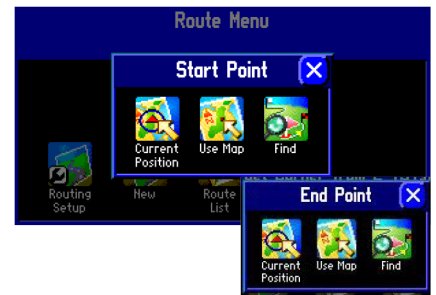 Route Menu
Start Point
Current
Position
Use Map
Find
Routing
Setup
New
Route
List
End Point
Current
Position
Use Map
Find